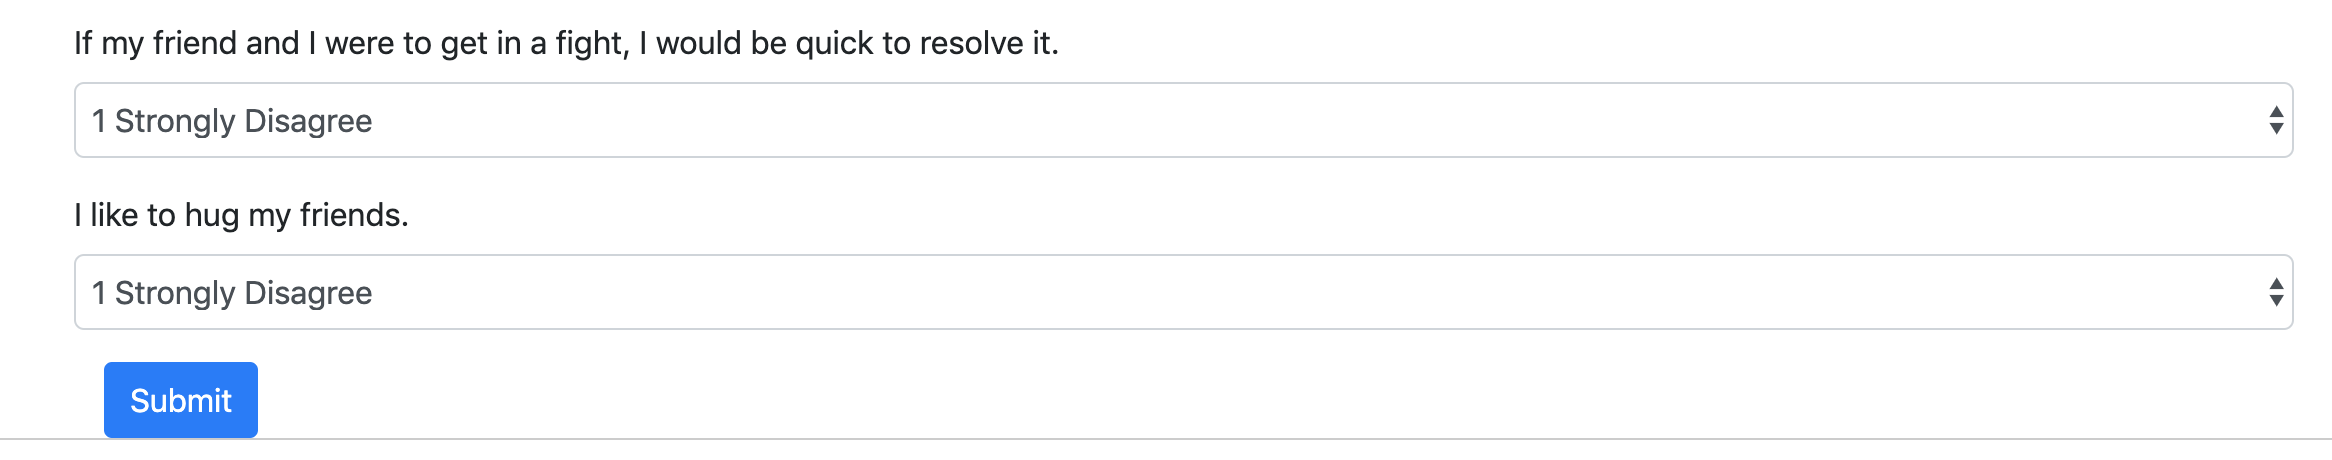 If my friend and I were to get in a fight, I would be quick to resolve it.
1 Strongly Disagree
I like to hug my friends.
1 Strongly Disagree
Submit